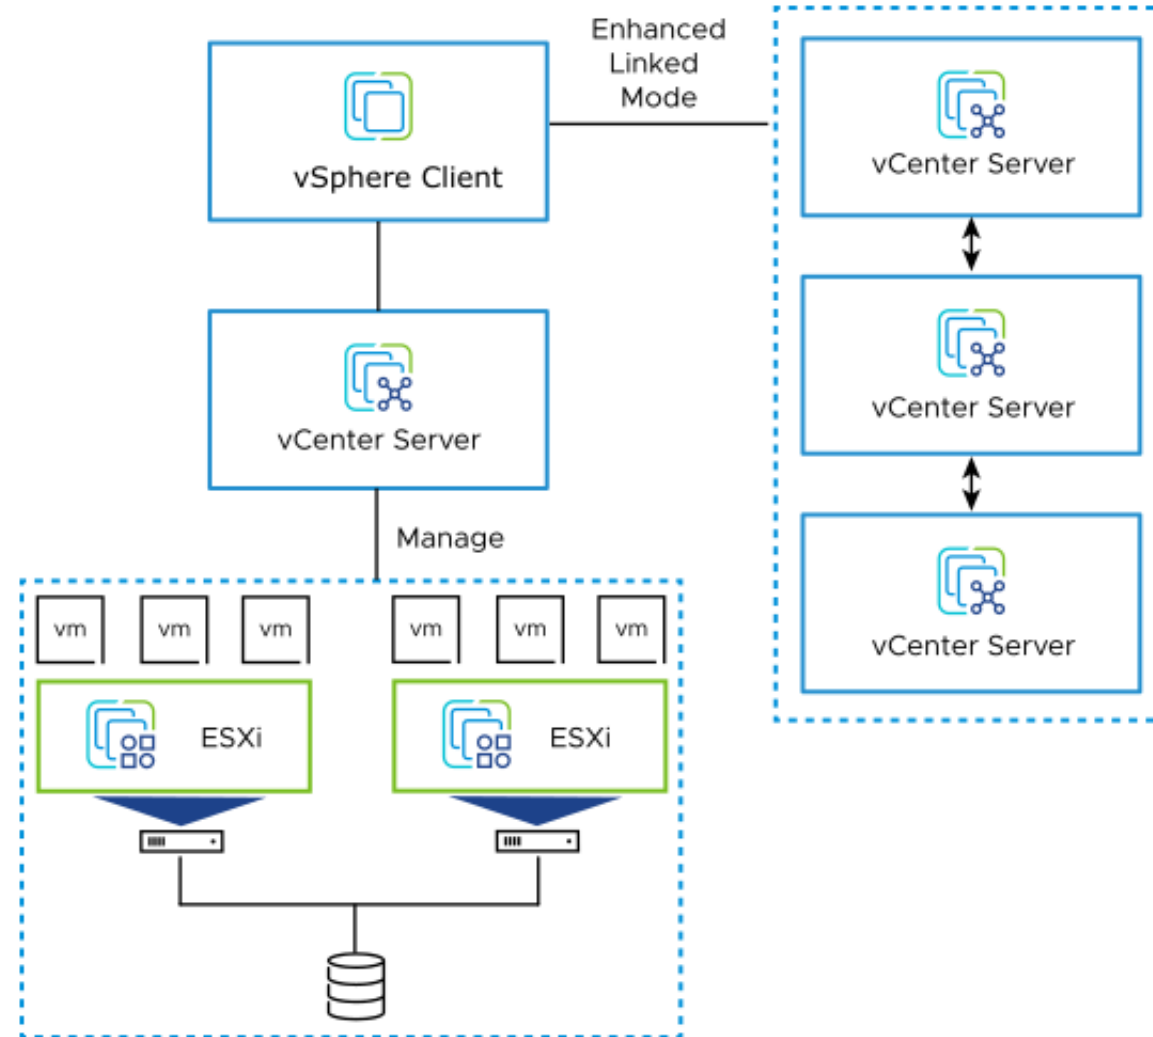 Enhanced
Linked
Mode
vSphere Client
vCenter Server
vCenter Server
vCenter Server
vCenter Server
Manage
vm
vm
vm
vm
vm
vm
ESXi
ESXi